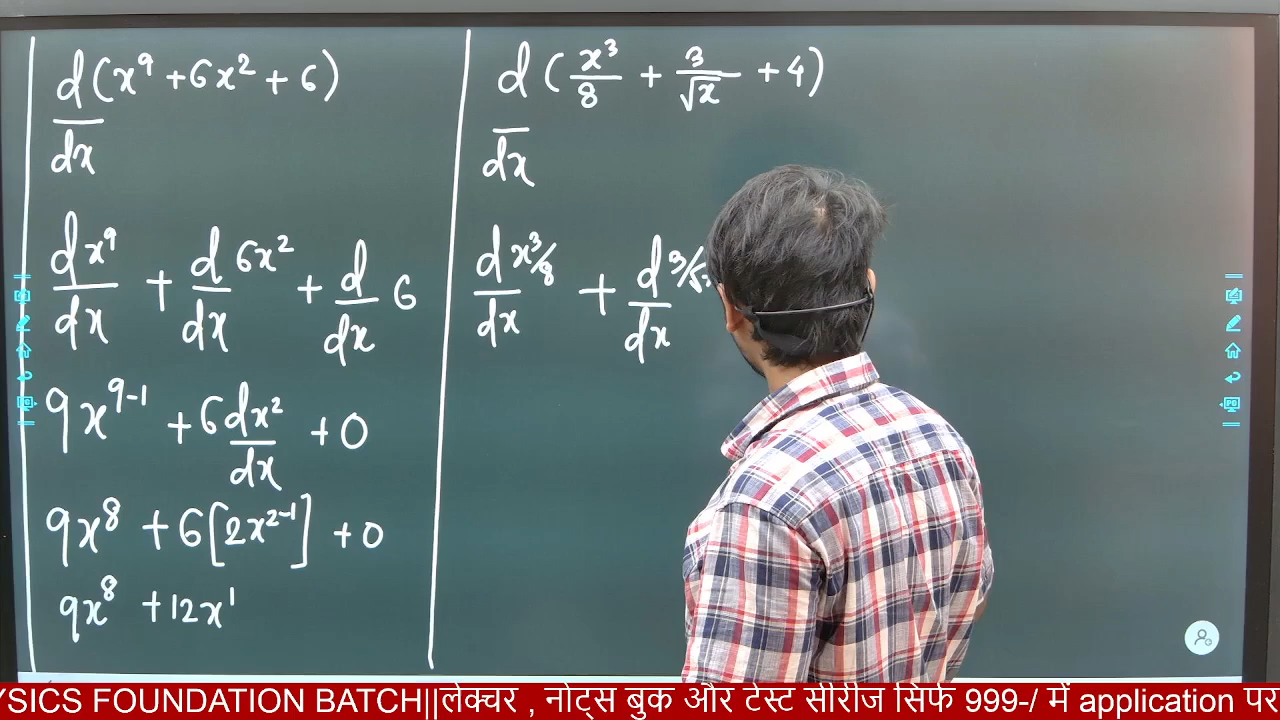 d(x⁹ + 6x² + 6)
dx
dx⁹/dx + d/dx 6x² + d/dx 6
9x⁹⁻¹ + 6 dx²/dx + 0
9x⁸ + 6[2x²⁻¹] + 0
9x⁸ + 12x¹
d(x³/8 + 3/√x + 4)
dx
d/dx x³/8 + d/dx 3/
YSICS FOUNDATION BATCH||लेक्चर , नोट्स बुक और टेस्ट सीरीज सिर्फ 999-/ में application पर